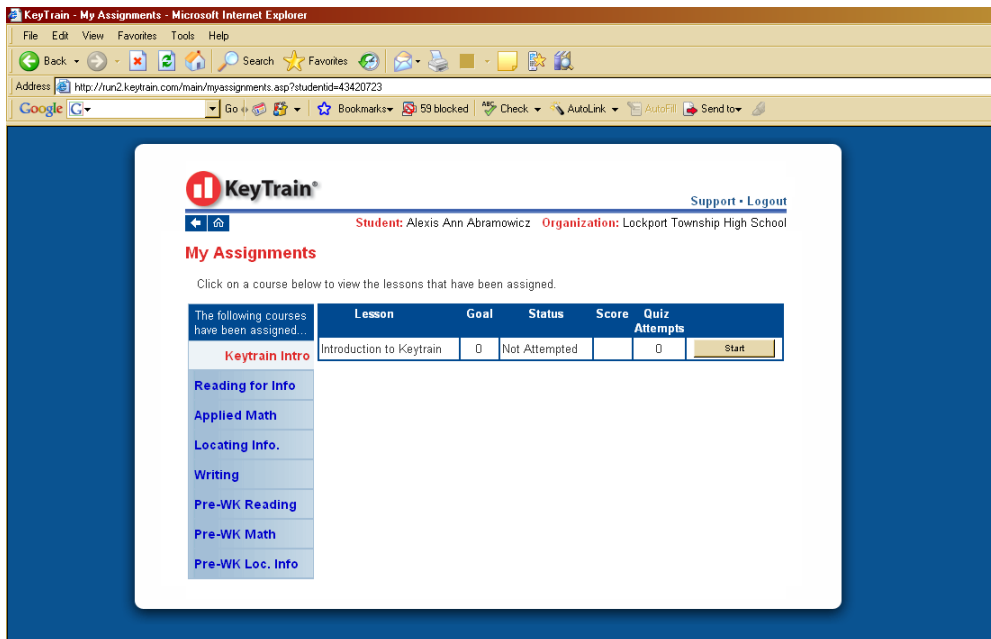 KeyTrain - My Assignments - Microsoft Internet Explorer
File Edit View Favorites Tools Help
Back Search Favorites
Address http://run2.keytrain.com/main/myassignments.asp?studentid=43420723
Google G Go Bookmarks 59 blocked ABC Check AutoLink AutoFill Send to
KeyTrain®
Support • Logout
Student: Alexis Ann Abramowicz Organization: Lockport Township High School
My Assignments
Click on a course below to view the lessons that have been assigned.
The following courses
have been assigned...
Keytrain Intro
Reading for Info
Applied Math
Locating Info.
Writing
Pre-WK Reading
Pre-WK Math
Pre-WK Loc. Info
Lesson Goal Status Score Quiz
Attempts
Introduction to Keytrain 0 Not Attempted 0 Start